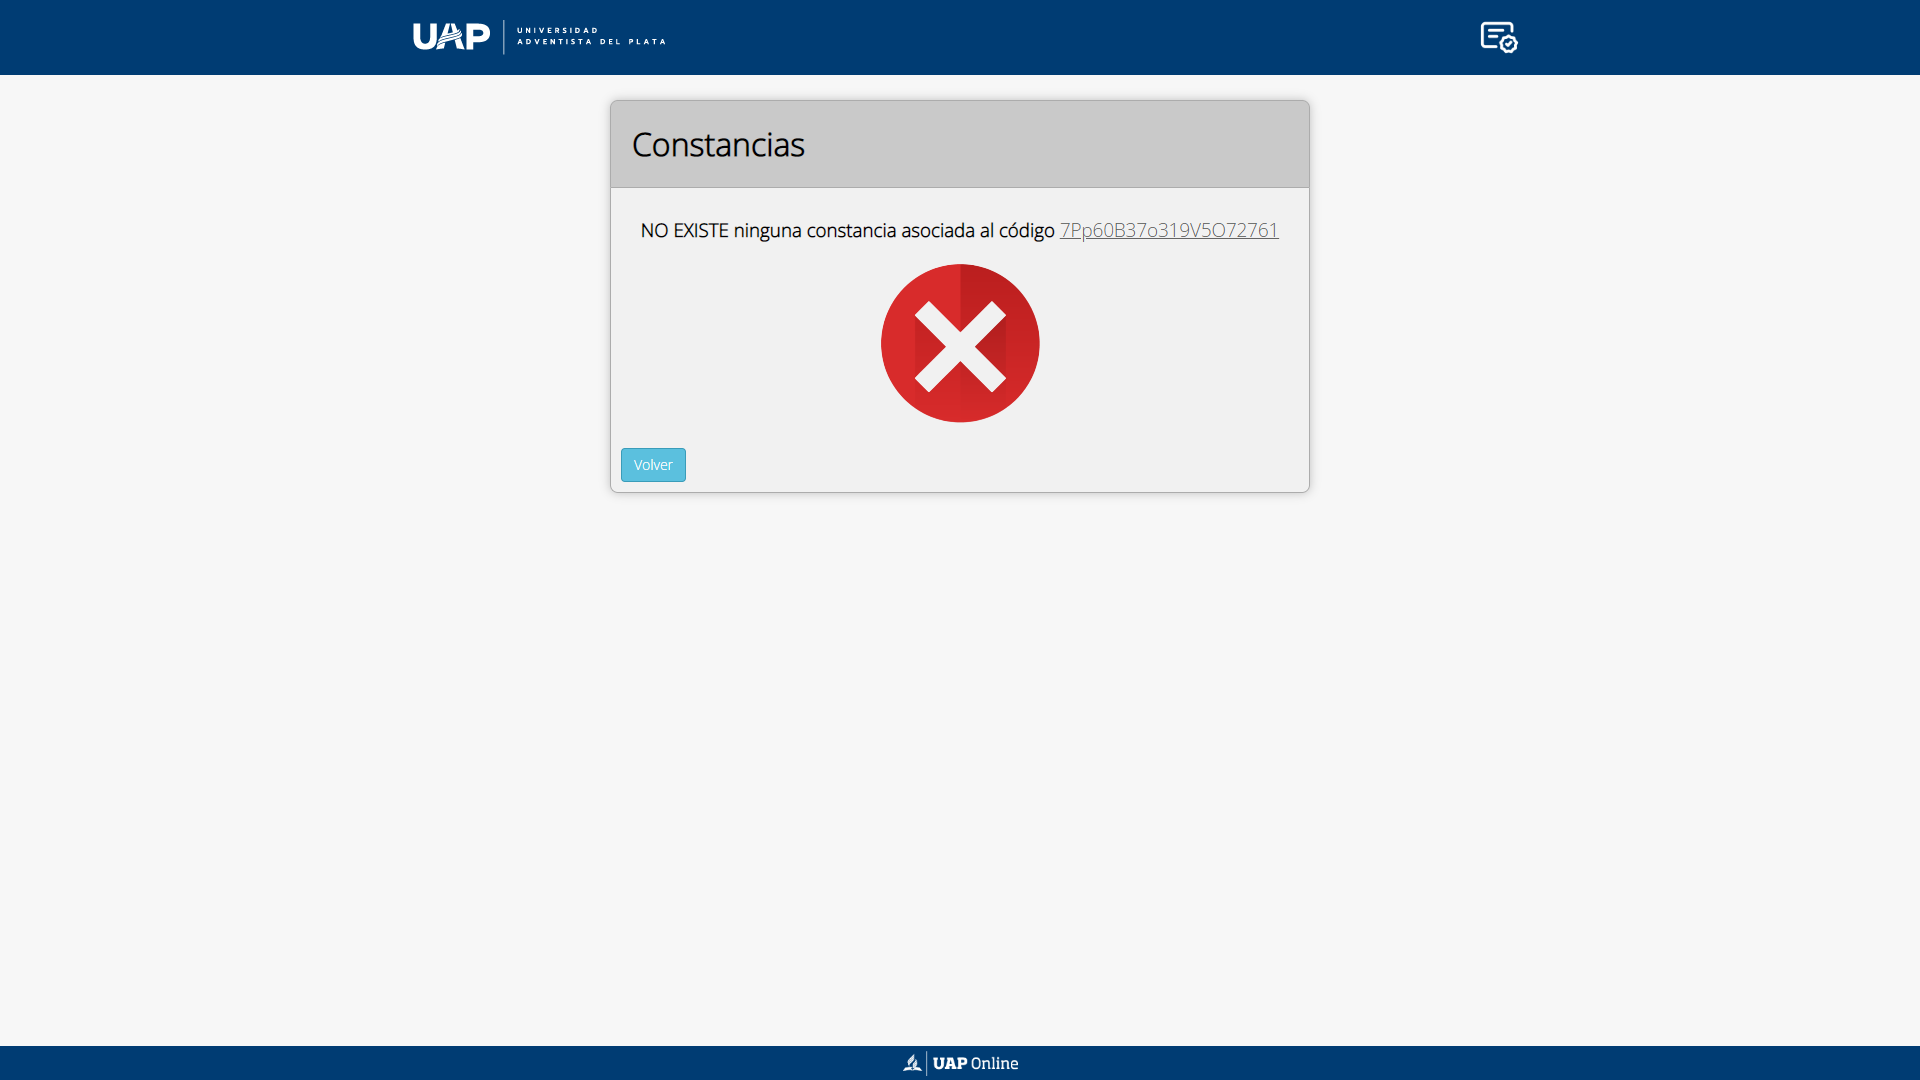 UAP
UNIVERSIDAD
ADVENTISTA DEL PLATA
Constancias
NO EXISTE ninguna constancia asociada al código 7Pp60B37o319V5O72761
Volver
UAP Online